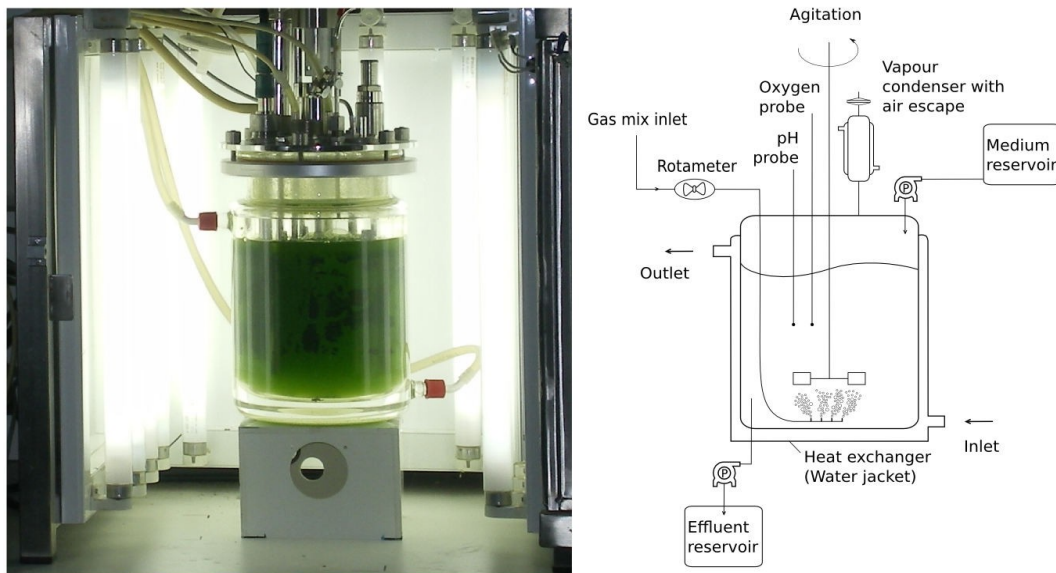 Agitation
Oxygen
probe
Vapour
condenser with
air escape
Gas mix inlet
pH
probe
Medium
reservoir
Rotameter
P
Outlet
Inlet
Heat exchanger
(Water jacket)
P
Effluent
reservoir